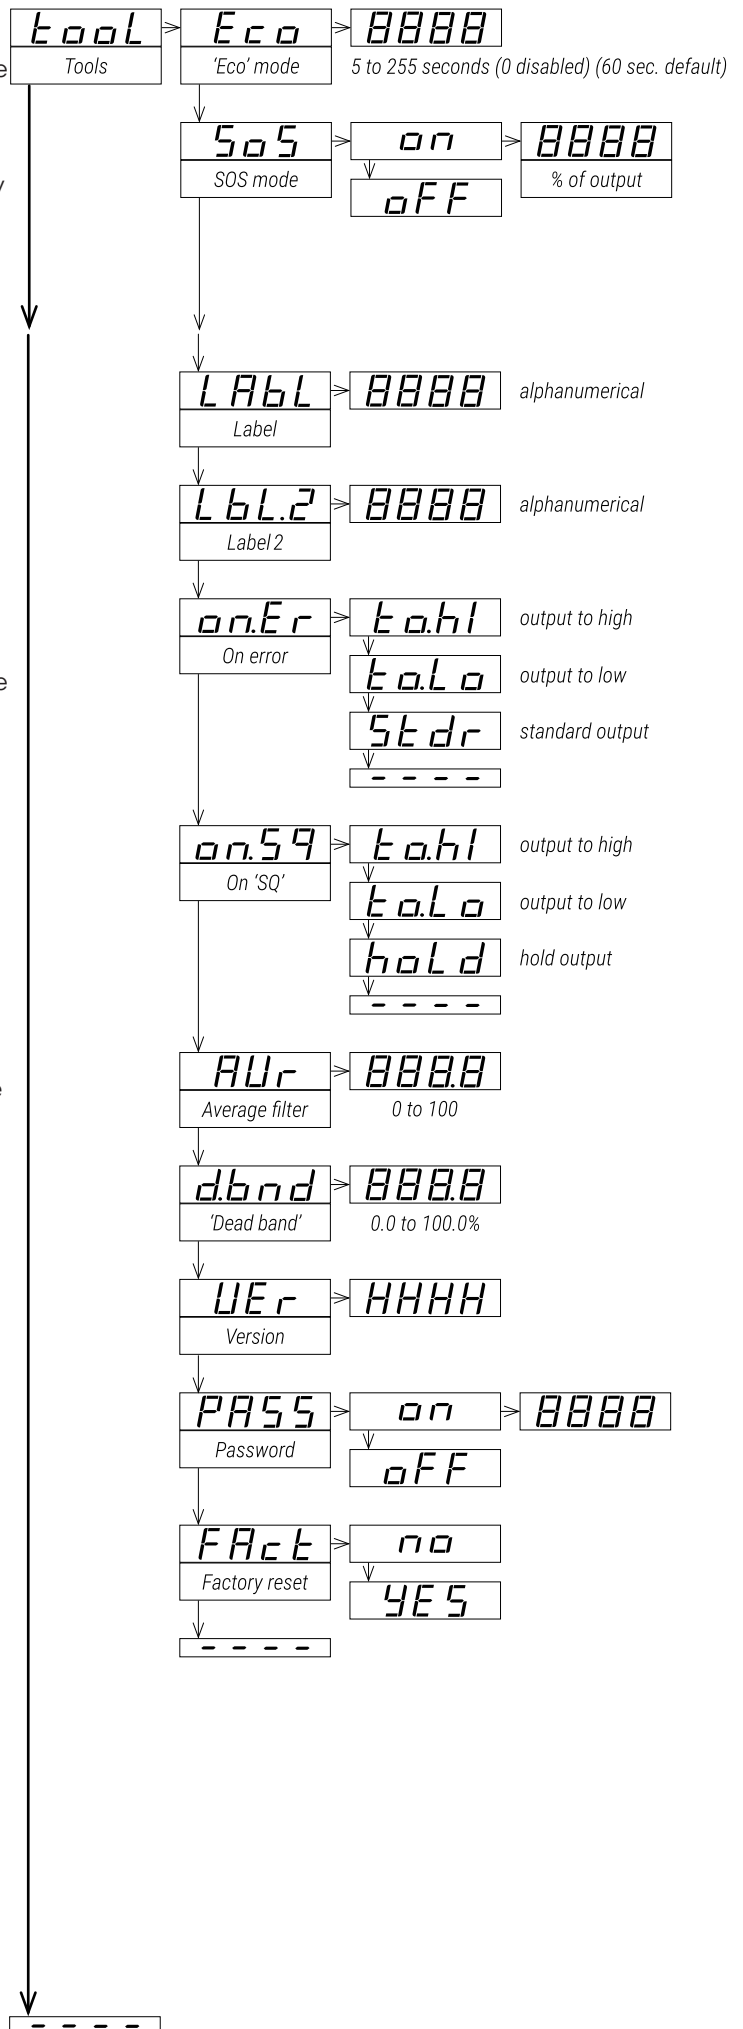 tooL Eco 8888
Tools 'Eco' mode 5 to 255 seconds (0 disabled) (60 sec. default)
SoS on 8888
SOS mode % of output
oFF
LAbL 8888 alphanumerical
Label
LbL.2 8888 alphanumerical
Label 2
on.Er to.hI output to high
On error
to.Lo output to low
Stdr standard output
- - - -
on.Sq to.hI output to high
On 'SQ'
to.Lo output to low
hoLd hold output
- - - -
AVr 888.8
Average filter 0 to 100
d.bnd 888.8
'Dead band' 0.0 to 100.0%
VEr HHHH
Version
PASS on 8888
Password
oFF
FAct no
Factory reset
YES
- - - -
- - - -